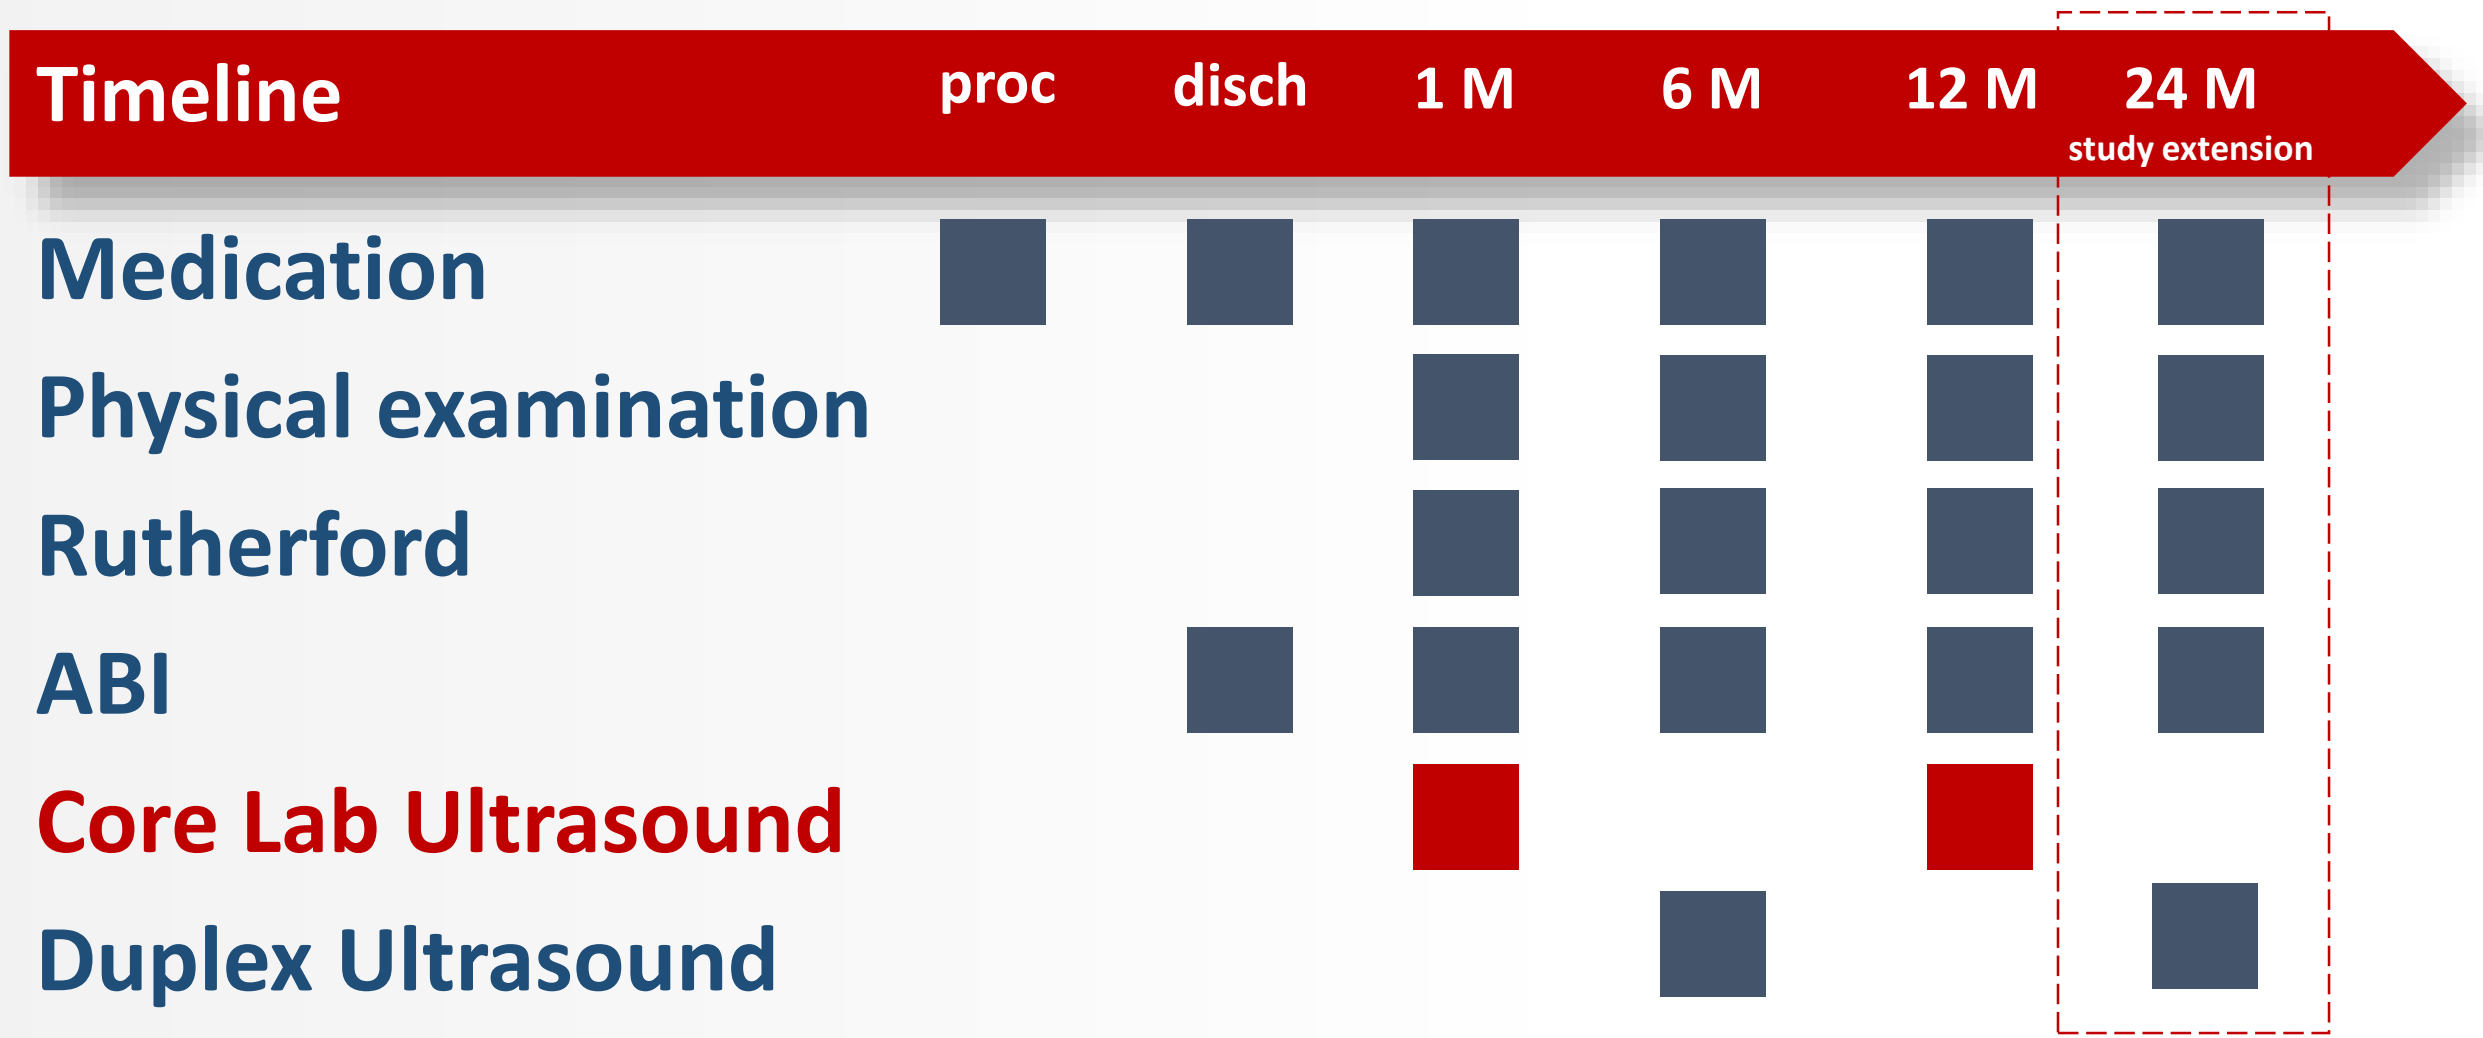 Timeline proc disch 1 M 6 M 12 M 24 M
study extension
Medication
Physical examination
Rutherford
ABI
Core Lab Ultrasound
Duplex Ultrasound